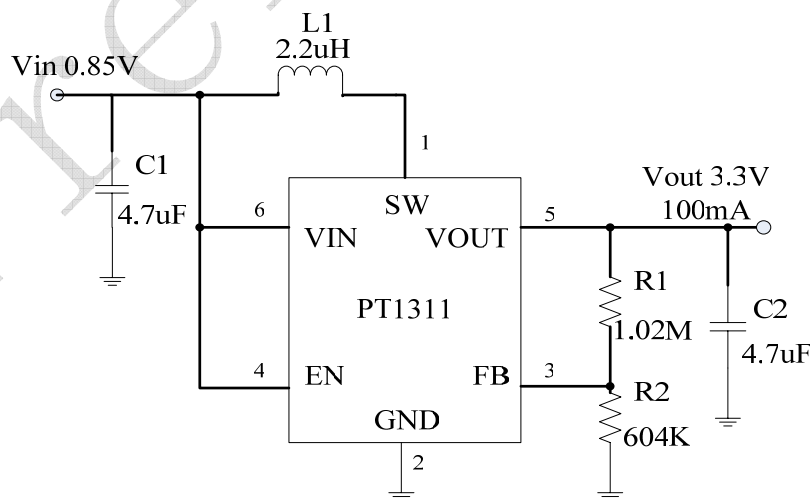 L1
2.2uH
Vin 0.85V
1
C1
4.7uF
Vout 3.3V
100mA
6
SW
5
VIN
VOUT
PT1311
R1
1.02M
C2
4.7uF
4
EN
FB
3
R2
604K
GND
2